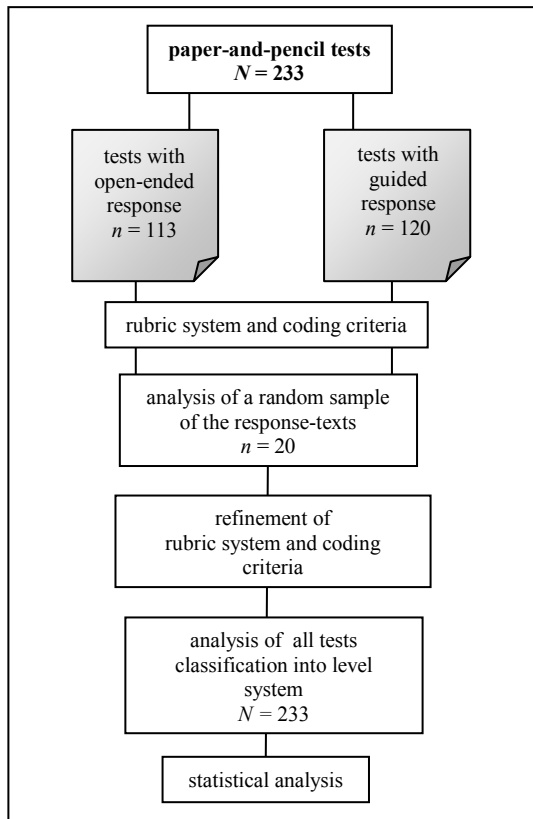 paper-and-pencil tests
N = 233
tests with
open-ended
response
n = 113
tests with
guided
response
n = 120
rubric system and coding criteria
analysis of a random sample
of the response-texts
n = 20
refinement of
rubric system and coding
criteria
analysis of all tests
classification into level
system
N = 233
statistical analysis